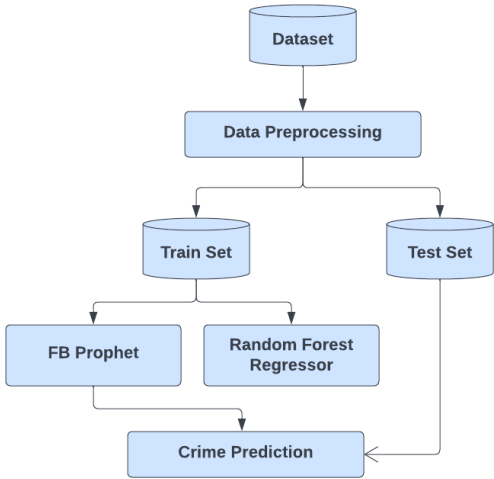 Dataset
Data Preprocessing
Train Set
Test Set
FB Prophet
Random Forest
Regressor
Crime Prediction